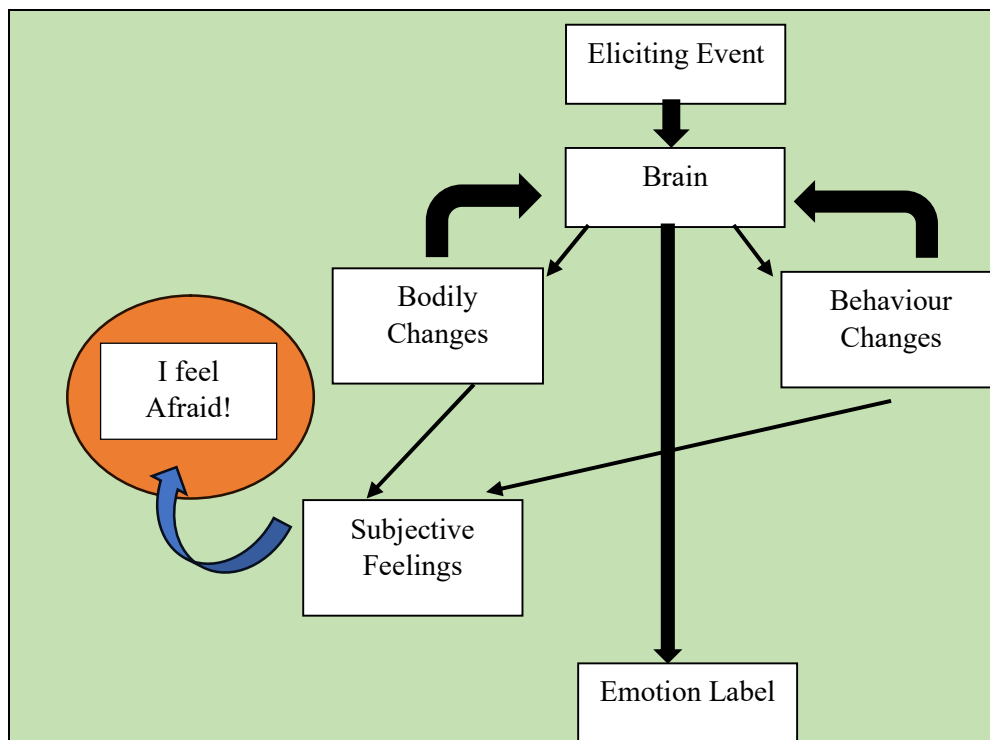 Eliciting Event
Brain
Bodily
Changes
Behaviour
Changes
I feel
Afraid!
Subjective
Feelings
Emotion Label